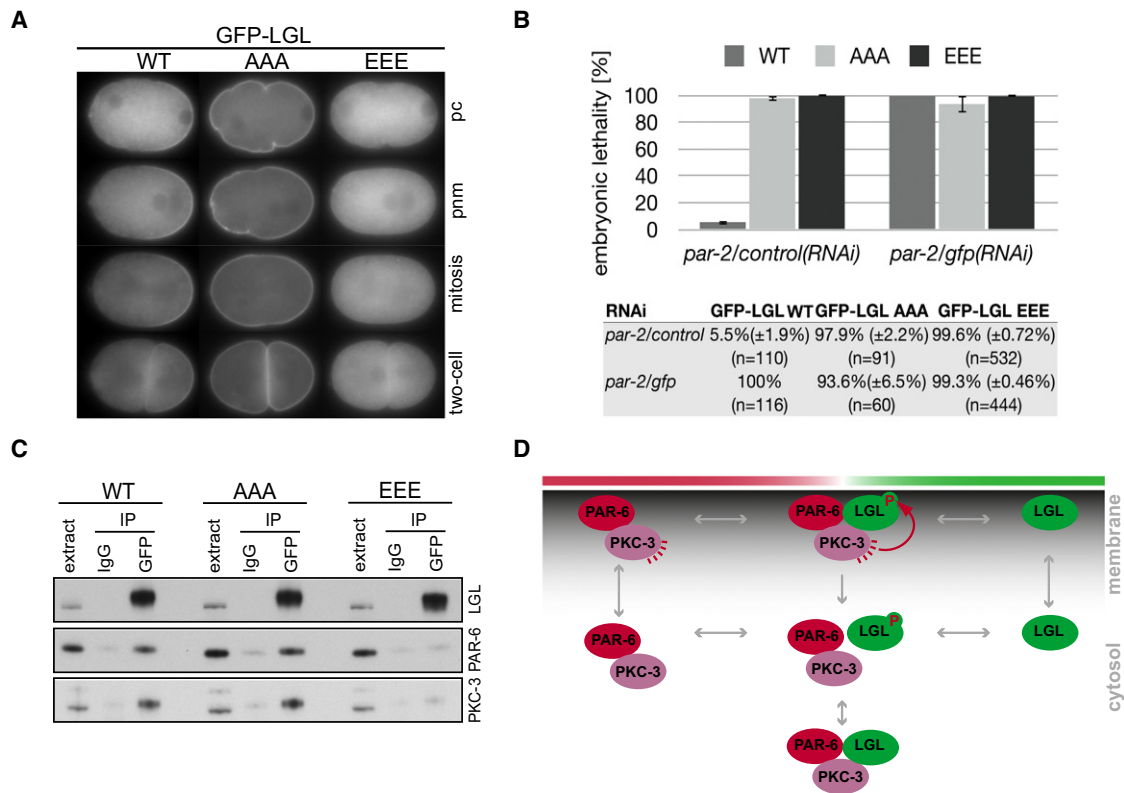 A
GFP-LGL
WT AAA EEE
pc
pnm
mitosis
two-cell
B
WT AAA EEE
embryonic lethality [%]
100
80
60
40
20
0
par-2/control(RNAi) par-2/gfp(RNAi)
RNAi GFP-LGL WT GFP-LGL AAA GFP-LGL EEE
par-2/control 5.5%(±1.9%) 97.9% (±2.2%) 99.6% (±0.72%)
(n=110) (n=91) (n=532)
par-2/gfp 100% 93.6%(±6.5%) 99.3% (±0.46%)
(n=116) (n=60) (n=444)
C
WT AAA EEE
IP IP IP
extract IgG GFP extract IgG GFP extract IgG GFP
LGL
PAR-6
PKC-3
D
PAR-6 PAR-6 LGL P LGL
PKC-3 PKC-3
membrane
PAR-6 PAR-6 LGL P LGL
PKC-3 PKC-3
cytosol
PAR-6 LGL
PKC-3